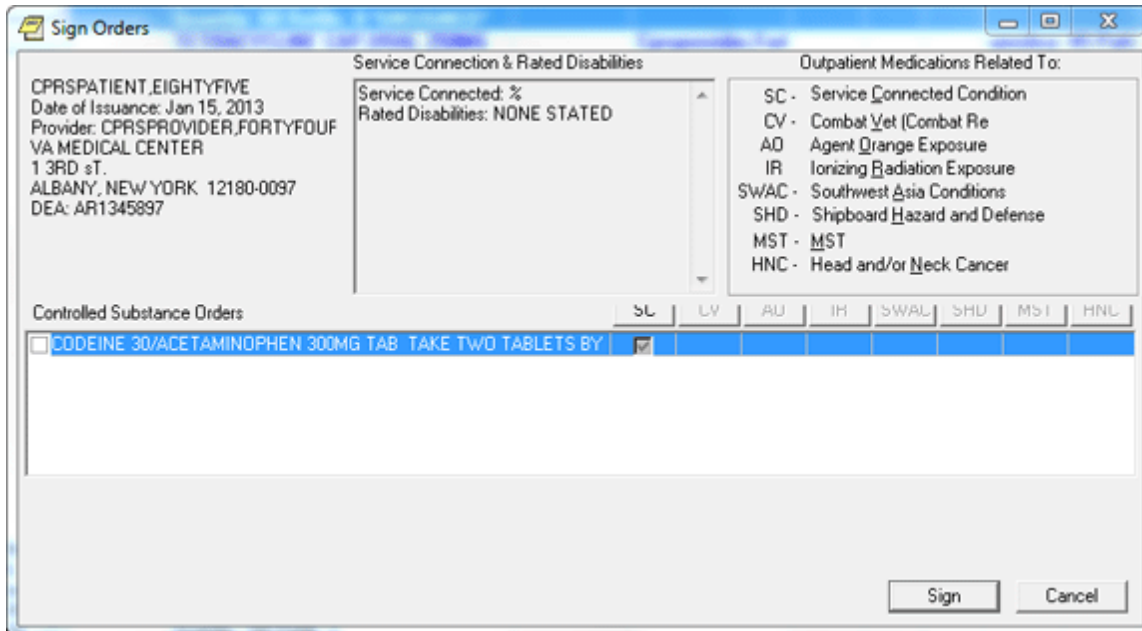 Sign Orders
CPRSPATIENT,EIGHTYFIVE
Date of Issuance: Jan 15, 2013
Provider: CPRSPROVIDER,FORTYFOUF
VA MEDICAL CENTER
1 3RD sT.
ALBANY, NEW YORK 12180-0097
DEA: AR1345897
Service Connection & Rated Disabilities
Service Connected: %
Rated Disabilities: NONE STATED
Outpatient Medications Related To:
SC - Service Connected Condition
CV - Combat Vet (Combat Re
AO Agent Orange Exposure
IR Ionizing Radiation Exposure
SWAC - Southwest Asia Conditions
SHD - Shipboard Hazard and Defense
MST - MST
HNC - Head and/or Neck Cancer
Controlled Substance Orders
SC CV AO IR SWAC SHD MST HNC
CODEINE 30/ACETAMINOPHEN 300MG TAB TAKE TWO TABLETS BY
Sign Cancel